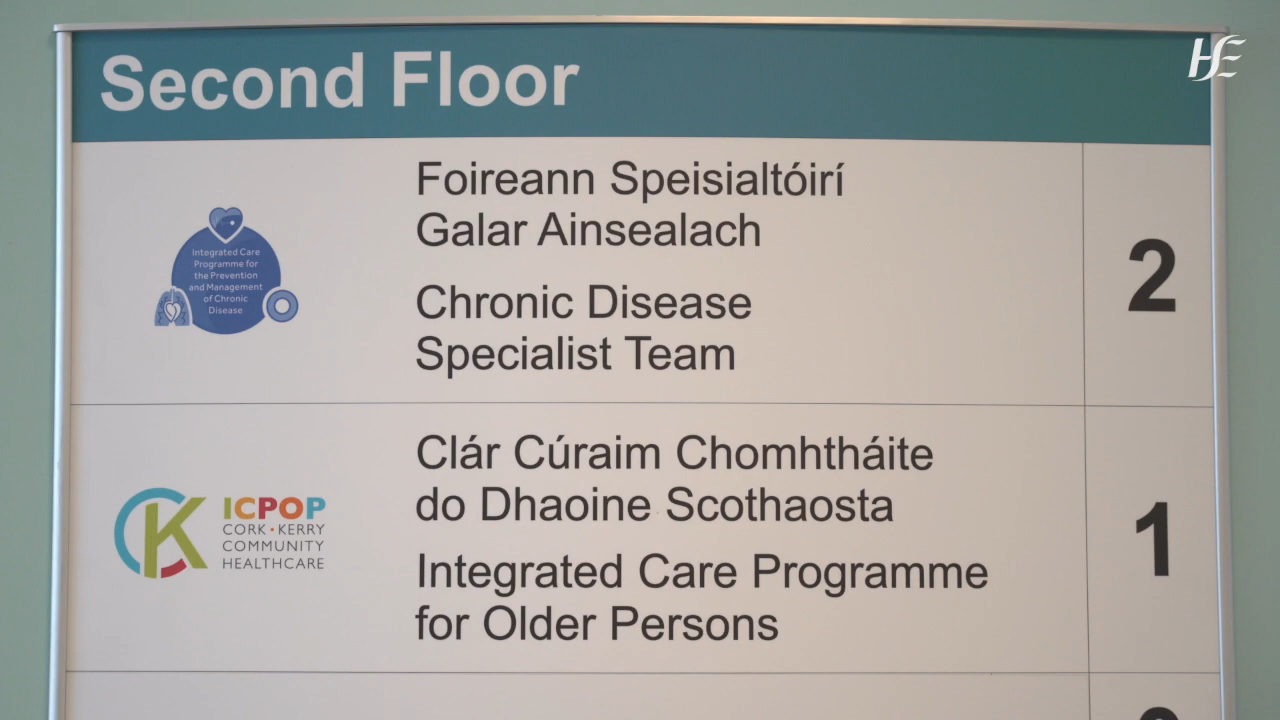 Second Floor
HSE
Foireann Speisialtóirí
Galar Ainsealach
Chronic Disease
Specialist Team
2
Integrated Care
Programme for
the Prevention
and Management
of Chronic
Disease
Clár Cúraim Chomhtháite
do Dhaoine Scothaosta
Integrated Care Programme
for Older Persons
1
CK
ICPOP
CORK • KERRY
COMMUNITY
HEALTHCARE